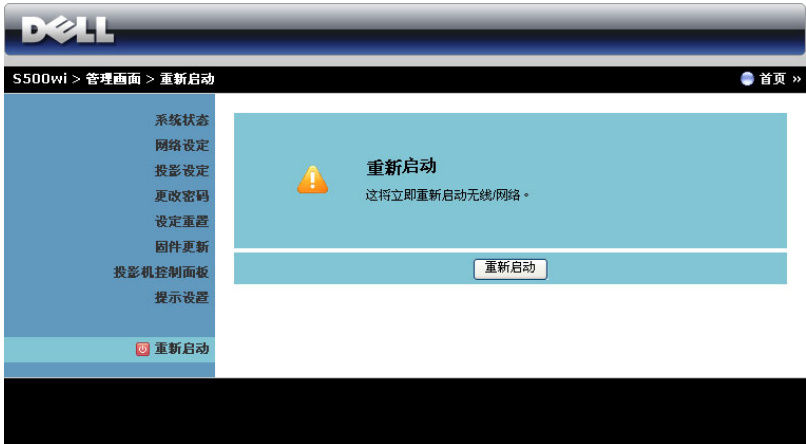 DELL
S500wi > 管理画面 > 重新启动
首页 »
系统状态
网络设定
投影设定
更改密码
设定重置
固件更新
投影机控制面板
提示设置
重新启动
重新启动
这将立即重新启动无线/网络。
重新启动